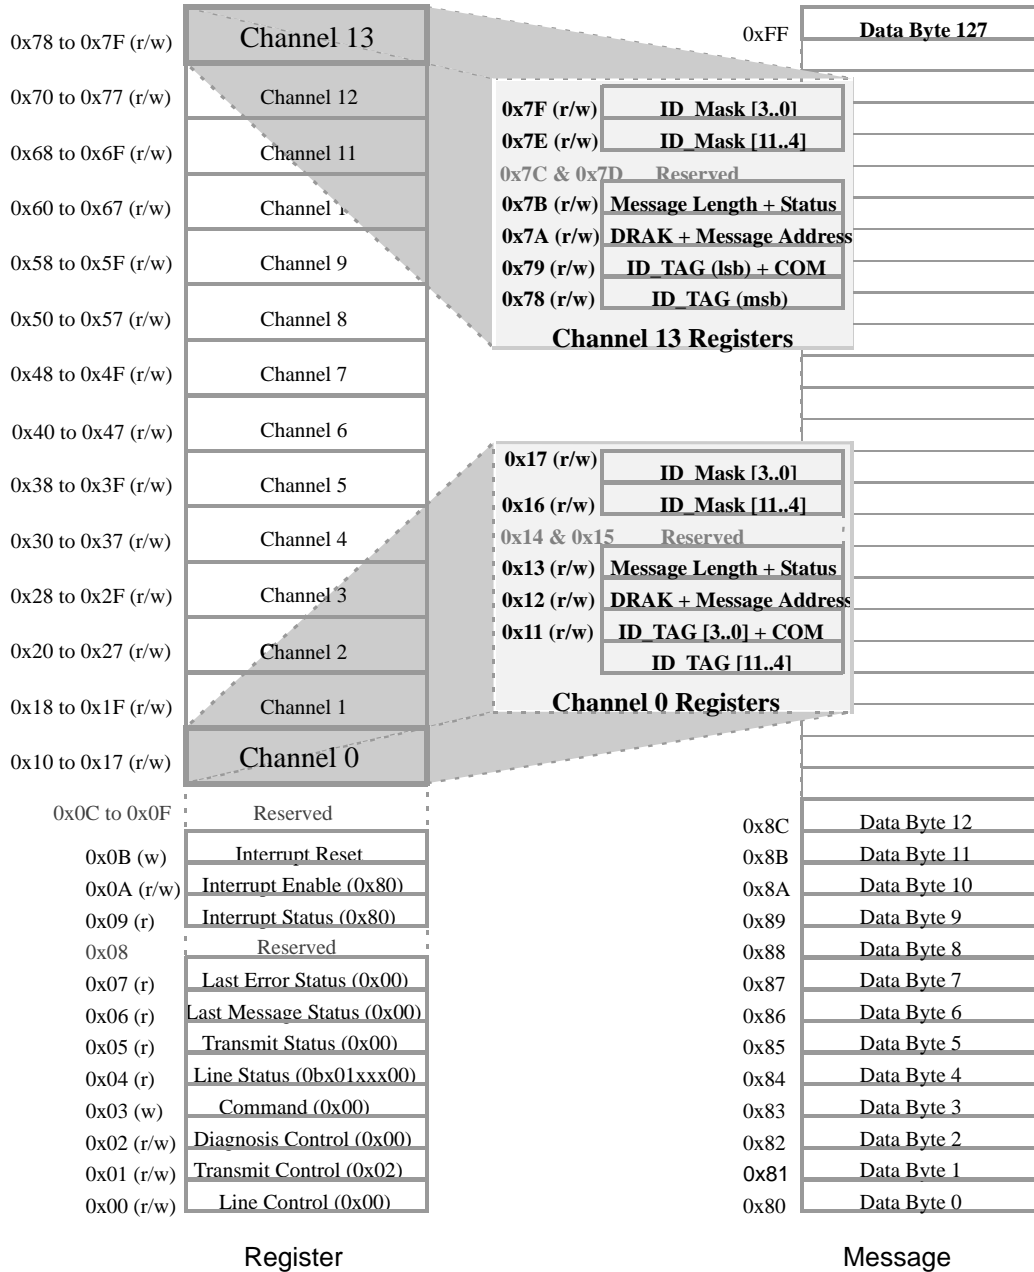 0x78 to 0x7F (r/w) Channel 13
0x70 to 0x77 (r/w) Channel 12
0x68 to 0x6F (r/w) Channel 11
0x60 to 0x67 (r/w) Channel 1
0x58 to 0x5F (r/w) Channel 9
0x50 to 0x57 (r/w) Channel 8
0x48 to 0x4F (r/w) Channel 7
0x40 to 0x47 (r/w) Channel 6
0x38 to 0x3F (r/w) Channel 5
0x30 to 0x37 (r/w) Channel 4
0x28 to 0x2F (r/w) Channel 3
0x20 to 0x27 (r/w) Channel 2
0x18 to 0x1F (r/w) Channel 1
0x10 to 0x17 (r/w) Channel 0
0x0C to 0x0F Reserved
0x0B (w) Interrupt Reset
0x0A (r/w) Interrupt Enable (0x80)
0x09 (r) Interrupt Status (0x80)
0x08 Reserved
0x07 (r) Last Error Status (0x00)
0x06 (r) Last Message Status (0x00)
0x05 (r) Transmit Status (0x00)
0x04 (r) Line Status (0bx01xxx00)
0x03 (w) Command (0x00)
0x02 (r/w) Diagnosis Control (0x00)
0x01 (r/w) Transmit Control (0x02)
0x00 (r/w) Line Control (0x00)
Register
0x7F (r/w) ID_Mask [3..0]
0x7E (r/w) ID_Mask [11..4]
0x7C & 0x7D Reserved
0x7B (r/w) Message Length + Status
0x7A (r/w) DRAK + Message Address
0x79 (r/w) ID_TAG (lsb) + COM
0x78 (r/w) ID_TAG (msb)
Channel 13 Registers
0x17 (r/w) ID_Mask [3..0]
0x16 (r/w) ID_Mask [11..4]
0x14 & 0x15 Reserved
0x13 (r/w) Message Length + Status
0x12 (r/w) DRAK + Message Address
0x11 (r/w) ID_TAG [3..0] + COM
ID_TAG [11..4]
Channel 0 Registers
0xFF Data Byte 127
0x8C Data Byte 12
0x8B Data Byte 11
0x8A Data Byte 10
0x89 Data Byte 9
0x88 Data Byte 8
0x87 Data Byte 7
0x86 Data Byte 6
0x85 Data Byte 5
0x84 Data Byte 4
0x83 Data Byte 3
0x82 Data Byte 2
0x81 Data Byte 1
0x80 Data Byte 0
Message